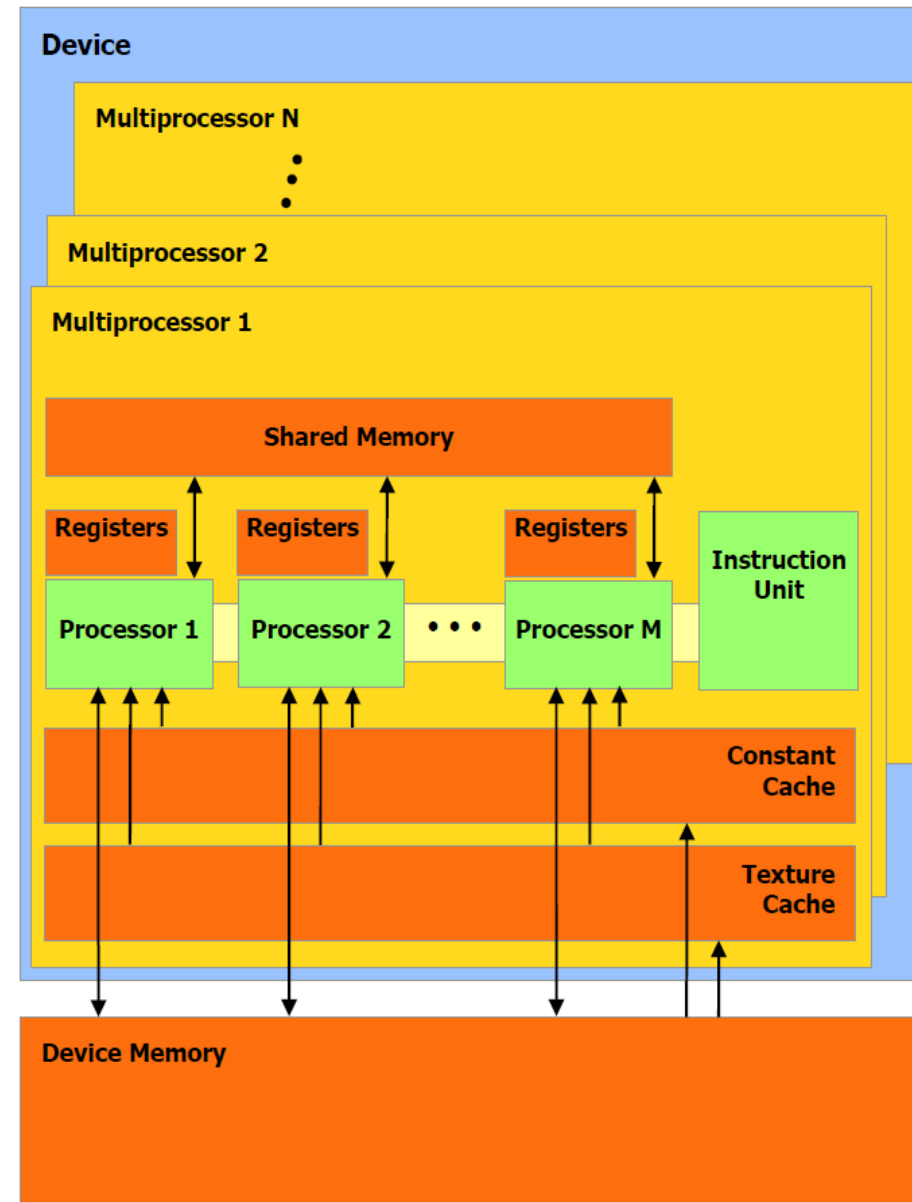 Device
Multiprocessor N
Multiprocessor 2
Multiprocessor 1
Shared Memory
Registers
Registers
Registers
Instruction
Unit
Processor 1
Processor 2
• • •
Processor M
Constant
Cache
Texture
Cache
Device Memory